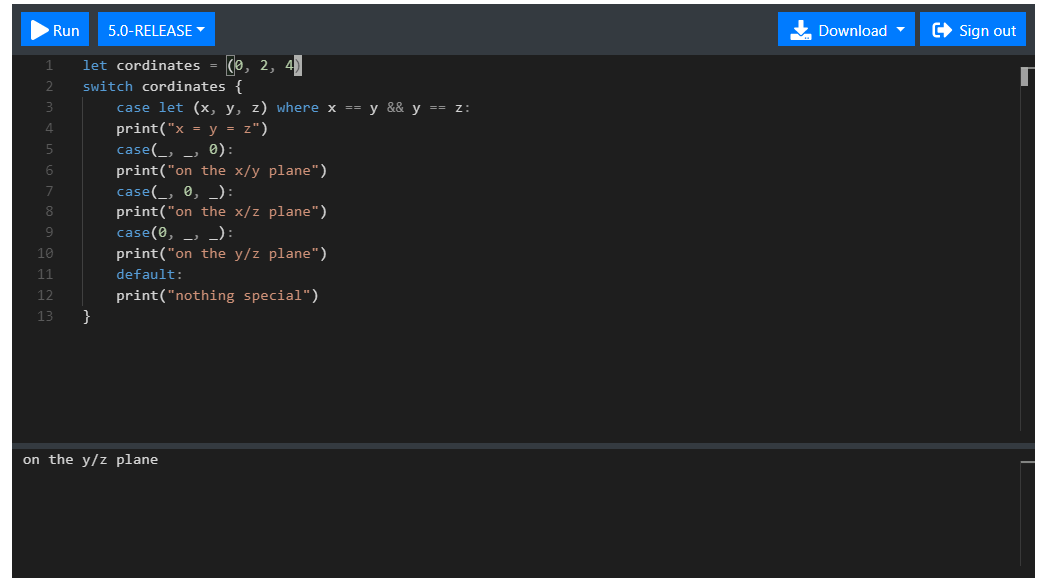 Run 5.0-RELEASE Download Sign out
1 let cordinates = (0, 2, 4)
2 switch cordinates {
3 case let (x, y, z) where x == y && y == z:
4 print("x = y = z")
5 case(_, _, 0):
6 print("on the x/y plane")
7 case(_, 0, _):
8 print("on the x/z plane")
9 case(0, _, _):
10 print("on the y/z plane")
11 default:
12 print("nothing special")
13 }
on the y/z plane